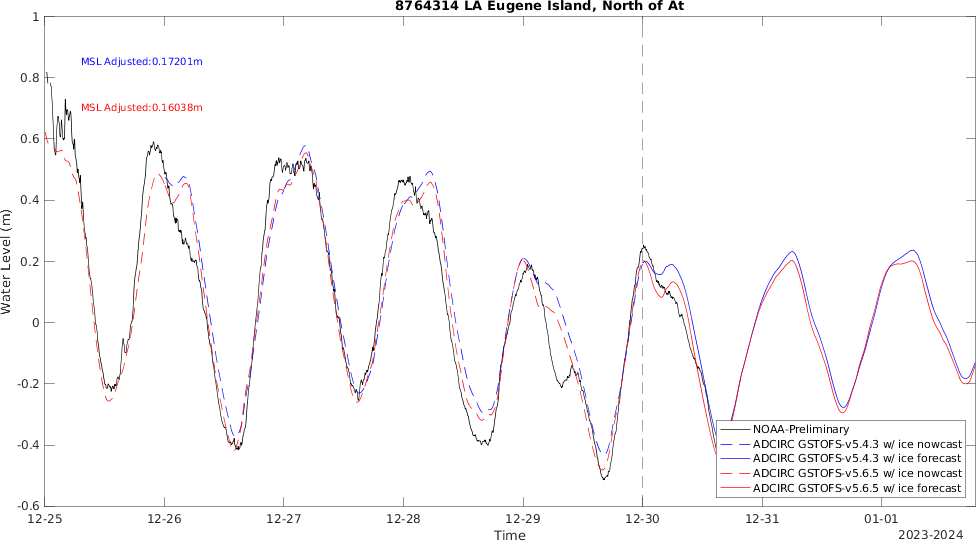 8764314 LA Eugene Island, North of At
1
0.8
0.6
0.4
0.2
0
-0.2
-0.4
-0.6
Water Level (m)
MSL Adjusted:0.17201m
MSL Adjusted:0.16038m
NOAA-Preliminary
ADCIRC GSTOFS-v5.4.3 w/ ice nowcast
ADCIRC GSTOFS-v5.4.3 w/ ice forecast
ADCIRC GSTOFS-v5.6.5 w/ ice nowcast
ADCIRC GSTOFS-v5.6.5 w/ ice forecast
12-25 12-26 12-27 12-28 12-29 12-30 12-31 01-01
Time
2023-2024